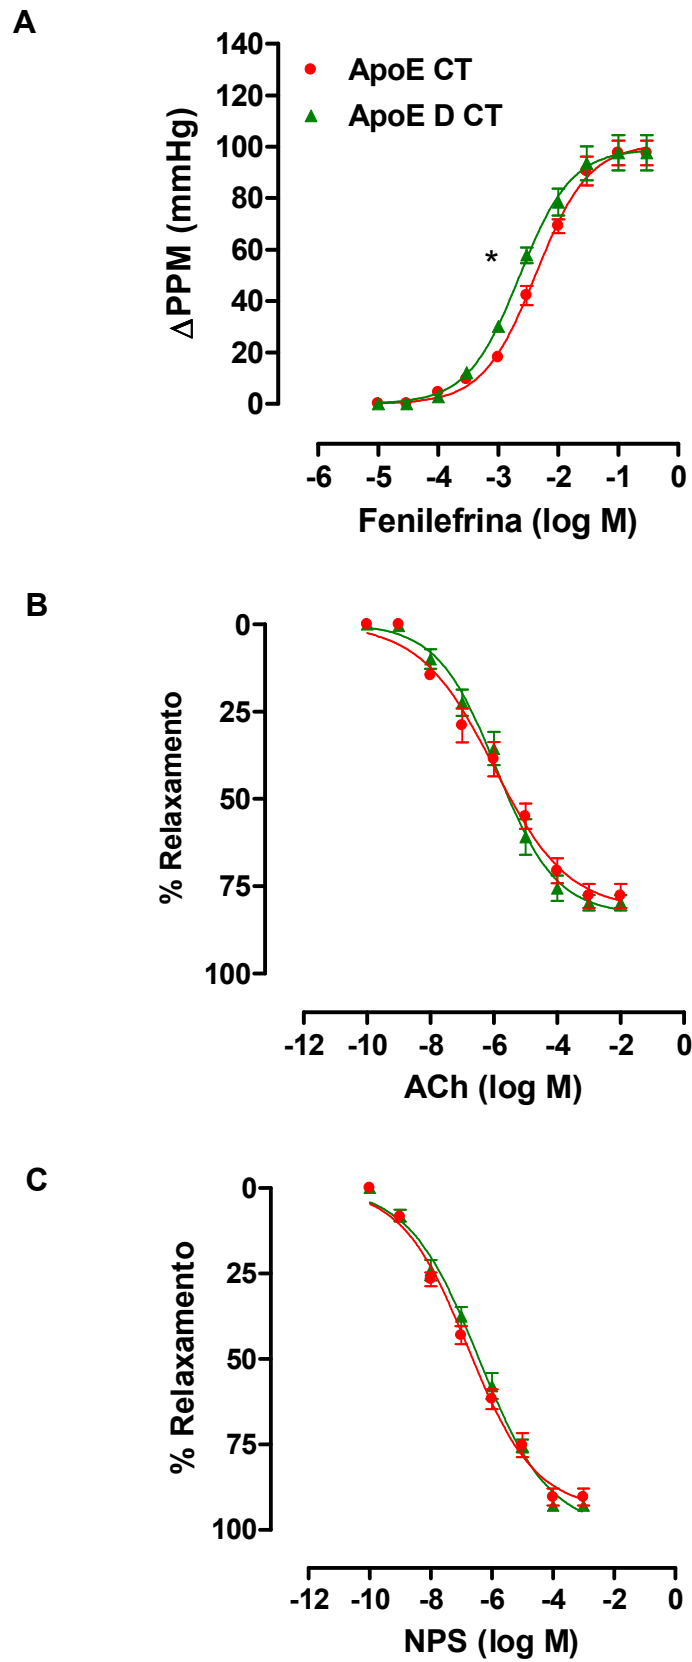 A
140
120
100
80
60
40
20
0
ΔPPM (mmHg)
ApoE CT
ApoE D CT
*
-6 -5 -4 -3 -2 -1 0
Fenilefrina (log M)
B
0
25
50
75
100
% Relaxamento
-12 -10 -8 -6 -4 -2 0
ACh (log M)
C
0
25
50
75
100
% Relaxamento
-12 -10 -8 -6 -4 -2 0
NPS (log M)